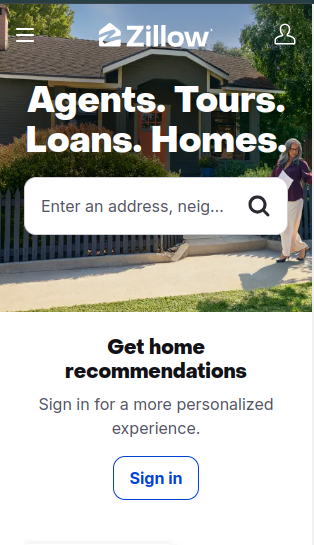 Zillow
Agents. Tours.
Loans. Homes.
Enter an address, neig...
Get home
recommendations
Sign in for a more personalized
experience.
Sign in